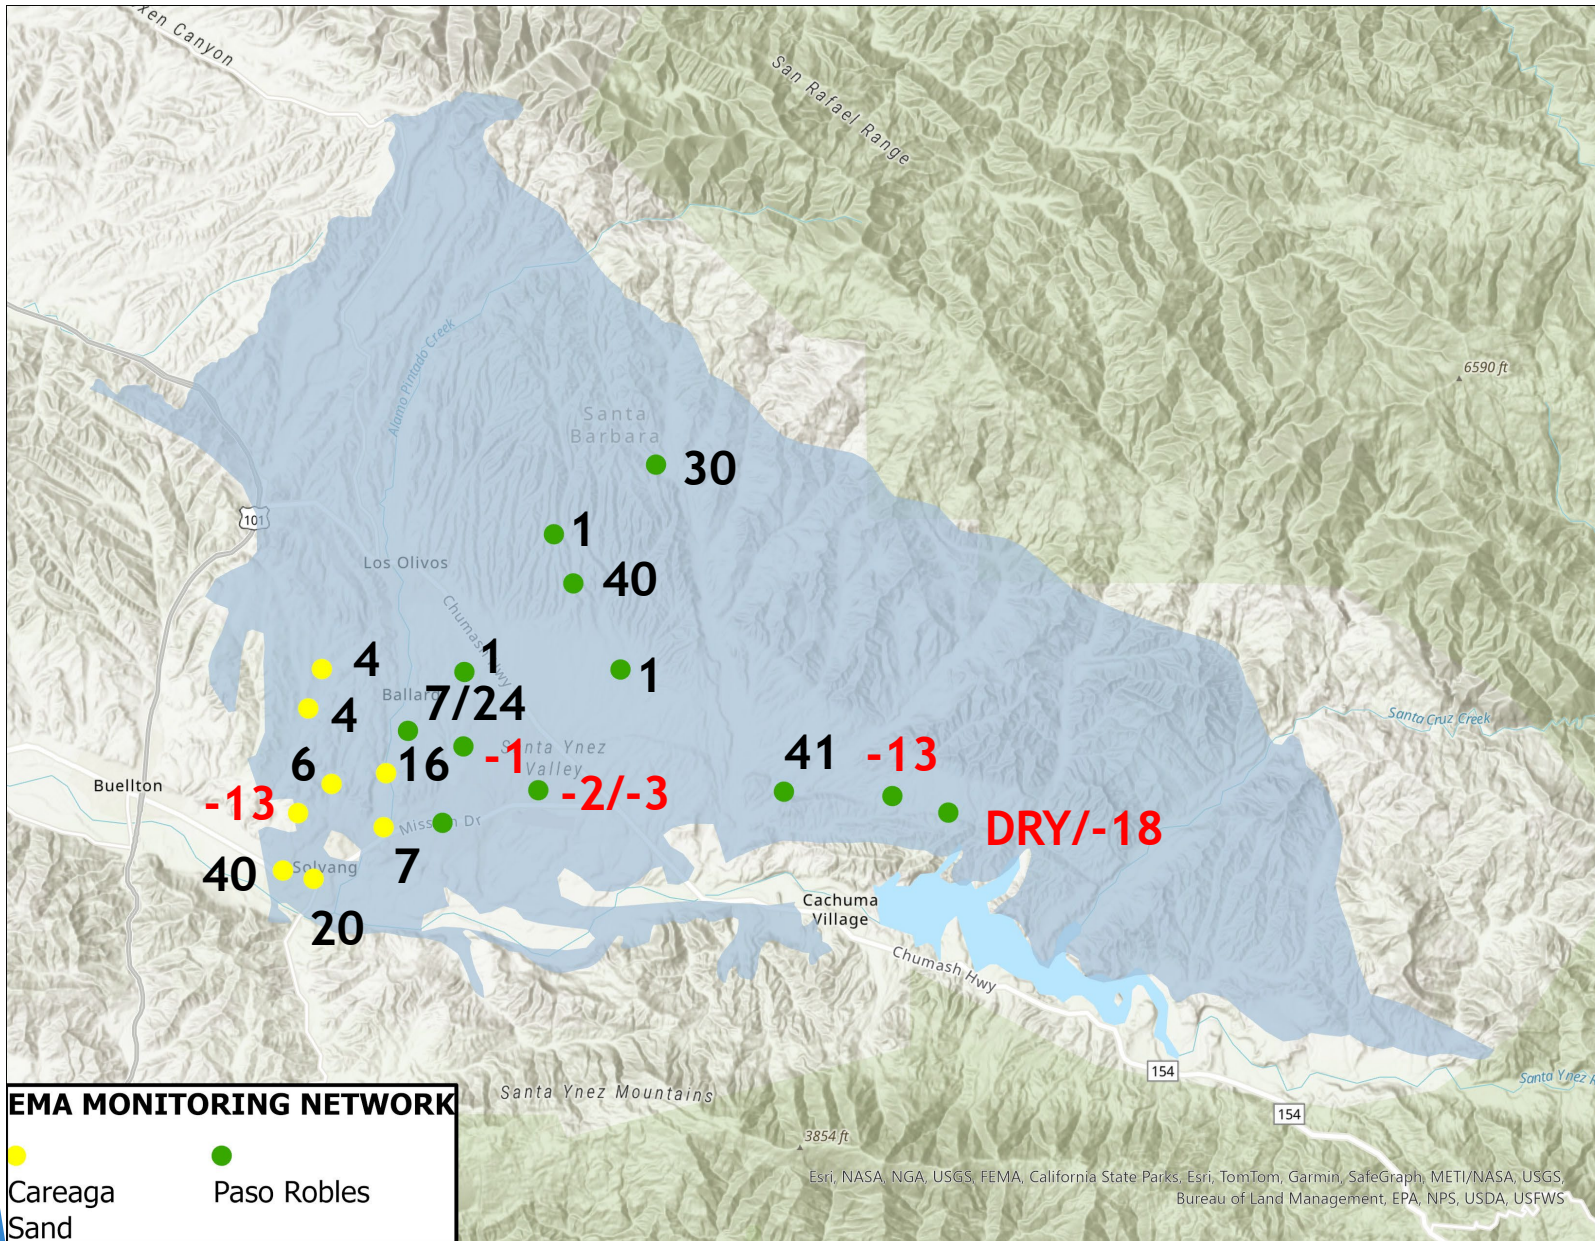 xen Canyon
San Rafael Range
6590 ft
Alamo Pintado Creek
Santa
Barbara
30
101
1
40
Los Olivos
Chumash Hwy
4
1
1
Ballard
7/24
4
Santa Cruz Creek
Santa Ynez
Valley
-1
41
-13
6
16
Buellton
-2/-3
-13
Mission Dr
DRY/-18
7
40
Solvang
20
Cachuma
Village
Chumash Hwy
154
Santa Ynez R
154
Santa Ynez Mountains
3854 ft
EMA MONITORING NETWORK
Careaga
Sand
Paso Robles
Esri, NASA, NGA, USGS, FEMA, California State Parks, Esri, TomTom, Garmin, SafeGraph, METI/NASA, USGS,
Bureau of Land Management, EPA, NPS, USDA, USFWS